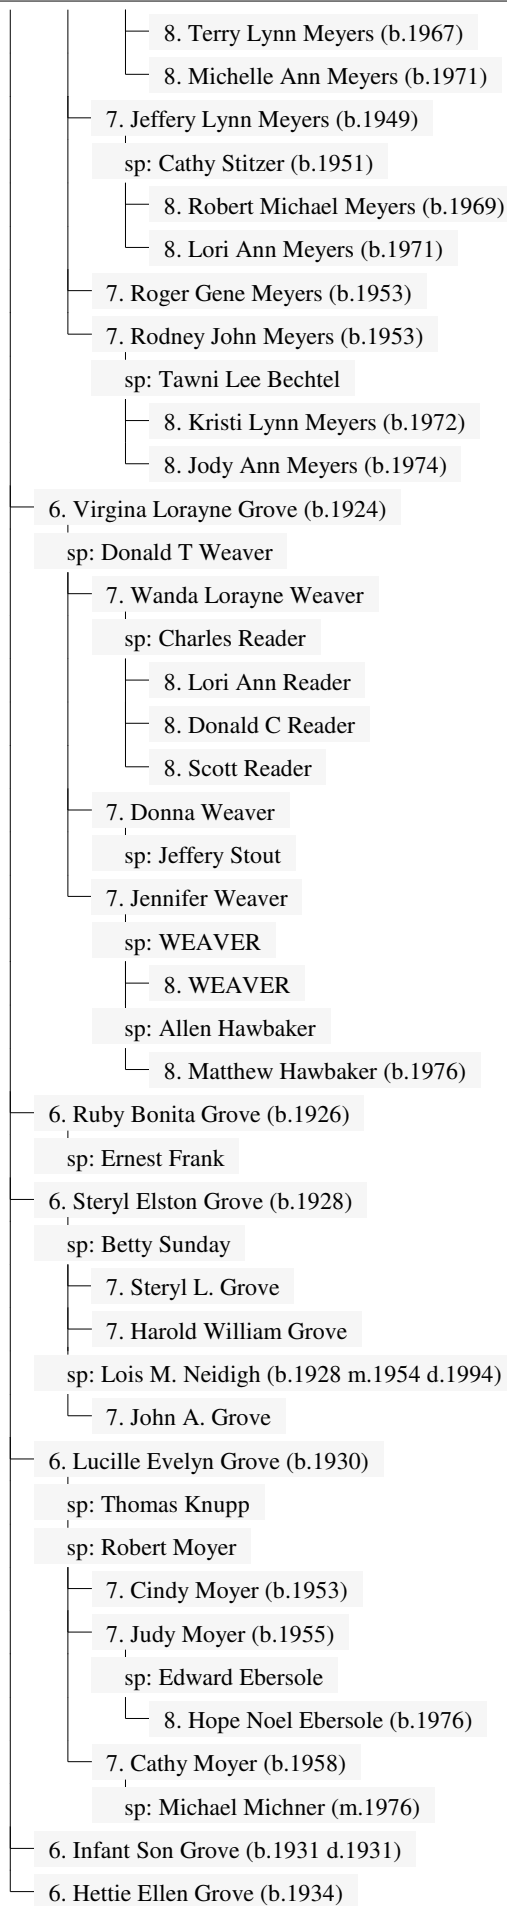 8. Terry Lynn Meyers (b.1967)
8. Michelle Ann Meyers (b.1971)
7. Jeffery Lynn Meyers (b.1949)
sp: Cathy Stitzer (b.1951)
8. Robert Michael Meyers (b.1969)
8. Lori Ann Meyers (b.1971)
7. Roger Gene Meyers (b.1953)
7. Rodney John Meyers (b.1953)
sp: Tawni Lee Bechtel
8. Kristi Lynn Meyers (b.1972)
8. Jody Ann Meyers (b.1974)
6. Virgina Lorayne Grove (b.1924)
sp: Donald T Weaver
7. Wanda Lorayne Weaver
sp: Charles Reader
8. Lori Ann Reader
8. Donald C Reader
8. Scott Reader
7. Donna Weaver
sp: Jeffery Stout
7. Jennifer Weaver
sp: WEAVER
8. WEAVER
sp: Allen Hawbaker
8. Matthew Hawbaker (b.1976)
6. Ruby Bonita Grove (b.1926)
sp: Ernest Frank
6. Steryl Elston Grove (b.1928)
sp: Betty Sunday
7. Steryl L. Grove
7. Harold William Grove
sp: Lois M. Neidigh (b.1928 m.1954 d.1994)
7. John A. Grove
6. Lucille Evelyn Grove (b.1930)
sp: Thomas Knupp
sp: Robert Moyer
7. Cindy Moyer (b.1953)
7. Judy Moyer (b.1955)
sp: Edward Ebersole
8. Hope Noel Ebersole (b.1976)
7. Cathy Moyer (b.1958)
sp: Michael Michner (m.1976)
6. Infant Son Grove (b.1931 d.1931)
6. Hettie Ellen Grove (b.1934)